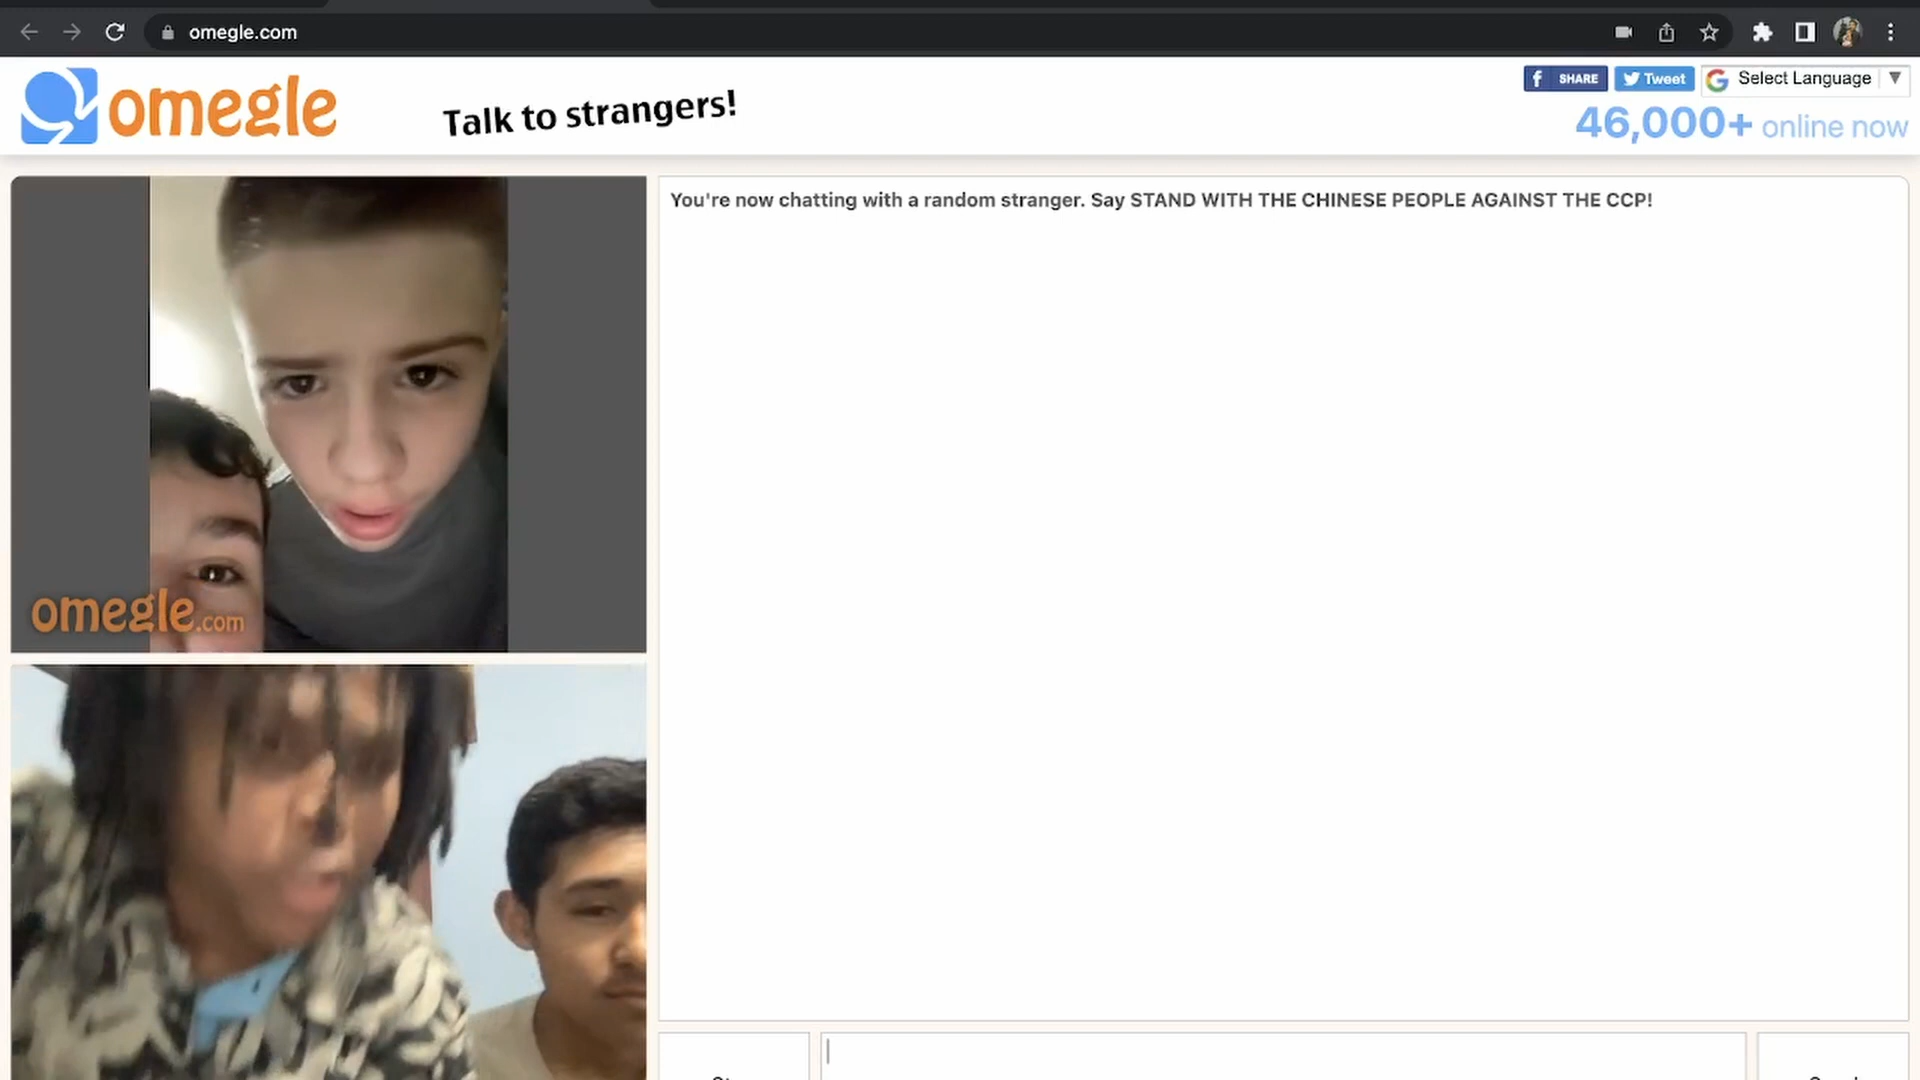 omegle.com
omegle
Talk to strangers!
SHARE
Tweet
Select Language
46,000+ online now
You're now chatting with a random stranger. Say STAND WITH THE CHINESE PEOPLE AGAINST THE CCP!
omegle.com